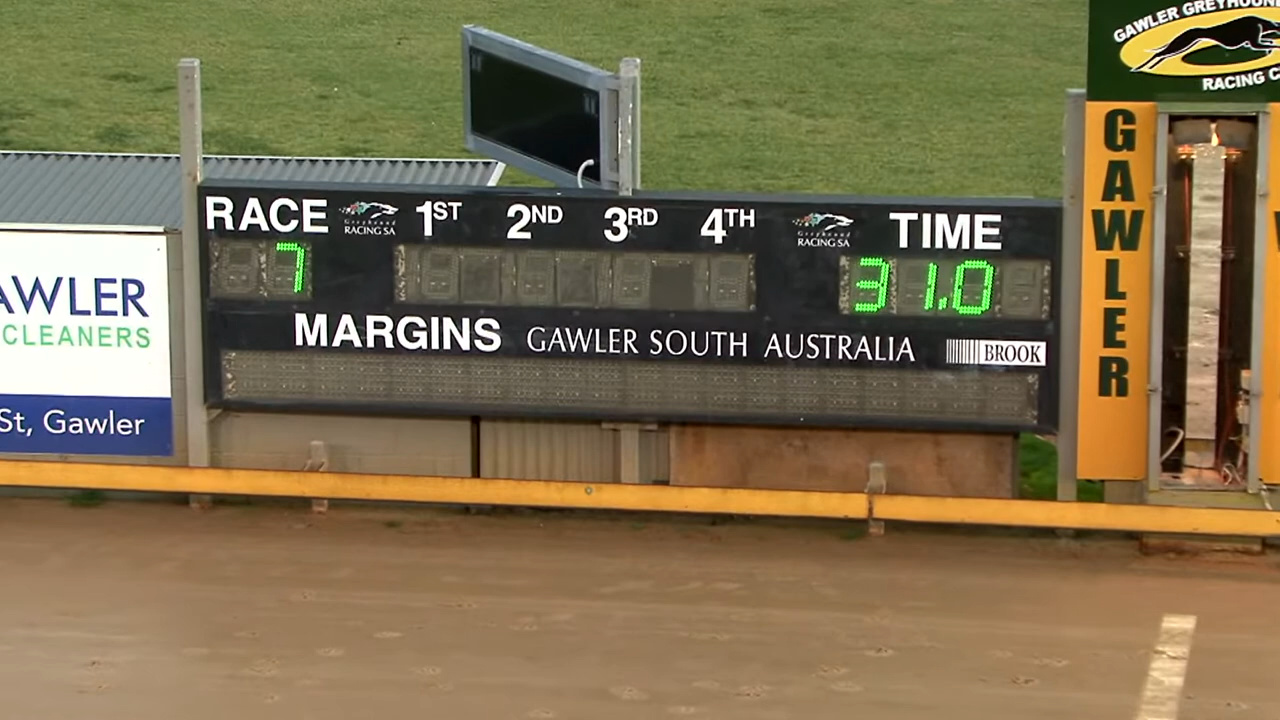 GAWLER GREYHOUND
RACING C
RACE
Greyhound
RACING SA
1ST
2ND
3RD
4TH
Greyhound
RACING SA
TIME
7
31.0
MARGINS
GAWLER SOUTH AUSTRALIA
BROOK
AWLER
CLEANERS
St, Gawler
GAWLER